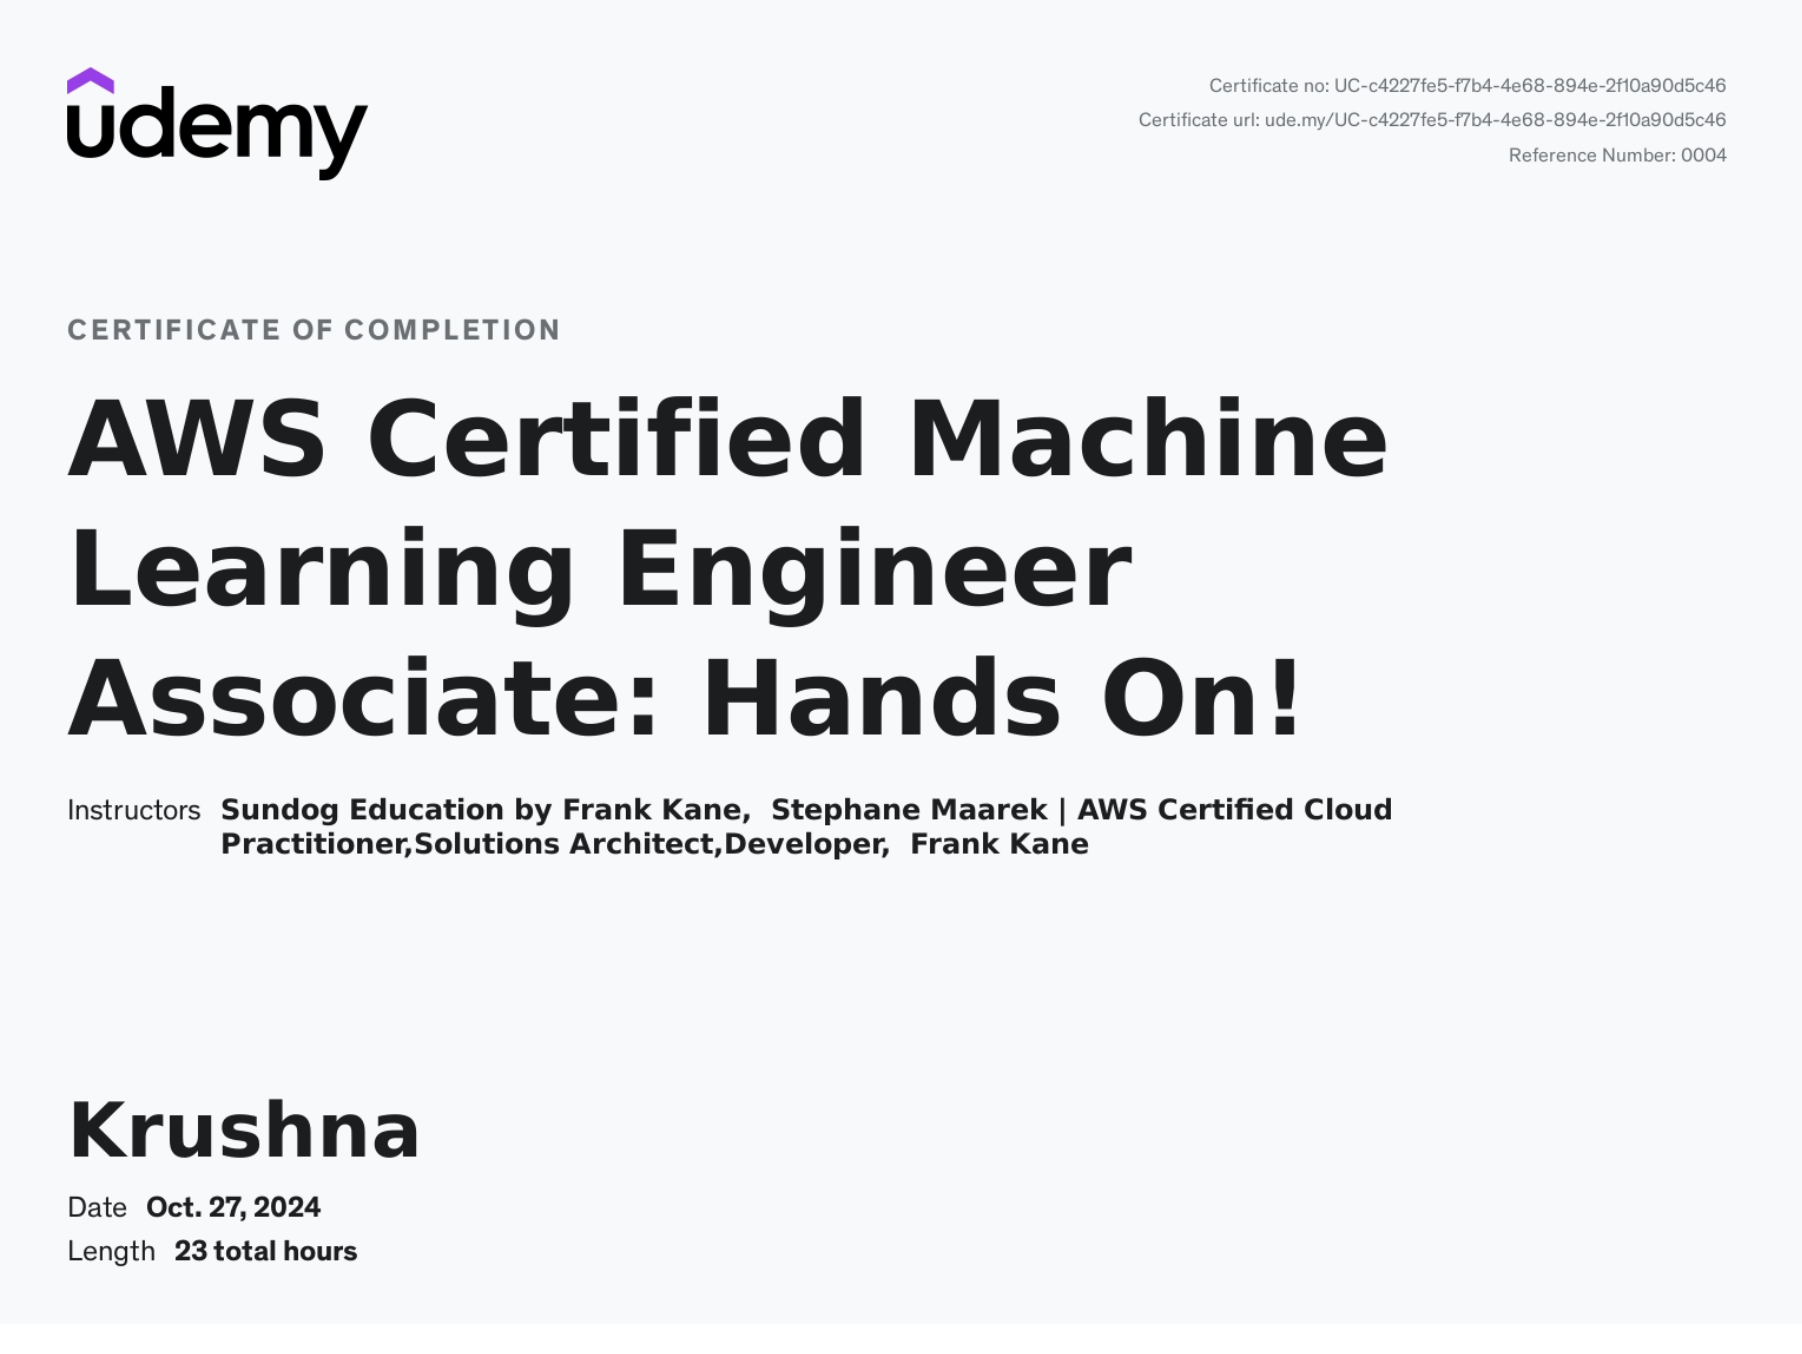 udemy
Certificate no: UC-c4227fe5-f7b4-4e68-894e-2f10a90d5c46
Certificate url: ude.my/UC-c4227fe5-f7b4-4e68-894e-2f10a90d5c46
Reference Number: 0004
CERTIFICATE OF COMPLETION
AWS Certified Machine
Learning Engineer
Associate: Hands On!
Instructors Sundog Education by Frank Kane, Stephane Maarek | AWS Certified Cloud
Practitioner,Solutions Architect,Developer, Frank Kane
Krushna
Date Oct. 27, 2024
Length 23 total hours